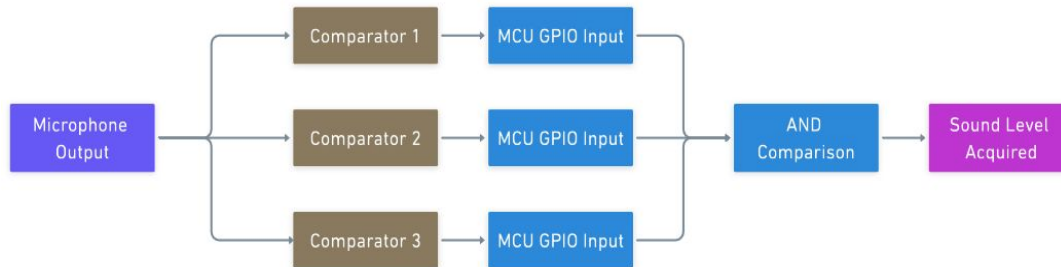 Comparator 1
MCU GPIO Input
Microphone
Output
Comparator 2
MCU GPIO Input
AND
Comparison
Sound Level
Acquired
Comparator 3
MCU GPIO Input